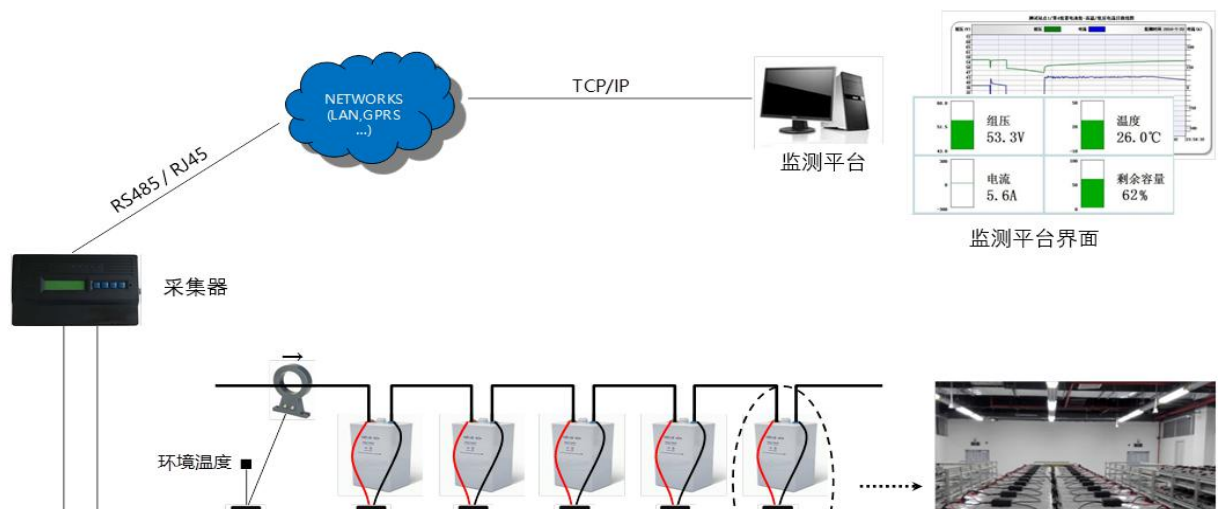 NETWORKS
(LAN,GPRS
...)
TCP/IP
RS485 / RJ45
监测平台
组压
53.3V
温度
26.0℃
电流
5.6A
剩余容量
62%
监测平台界面
采集器
环境温度